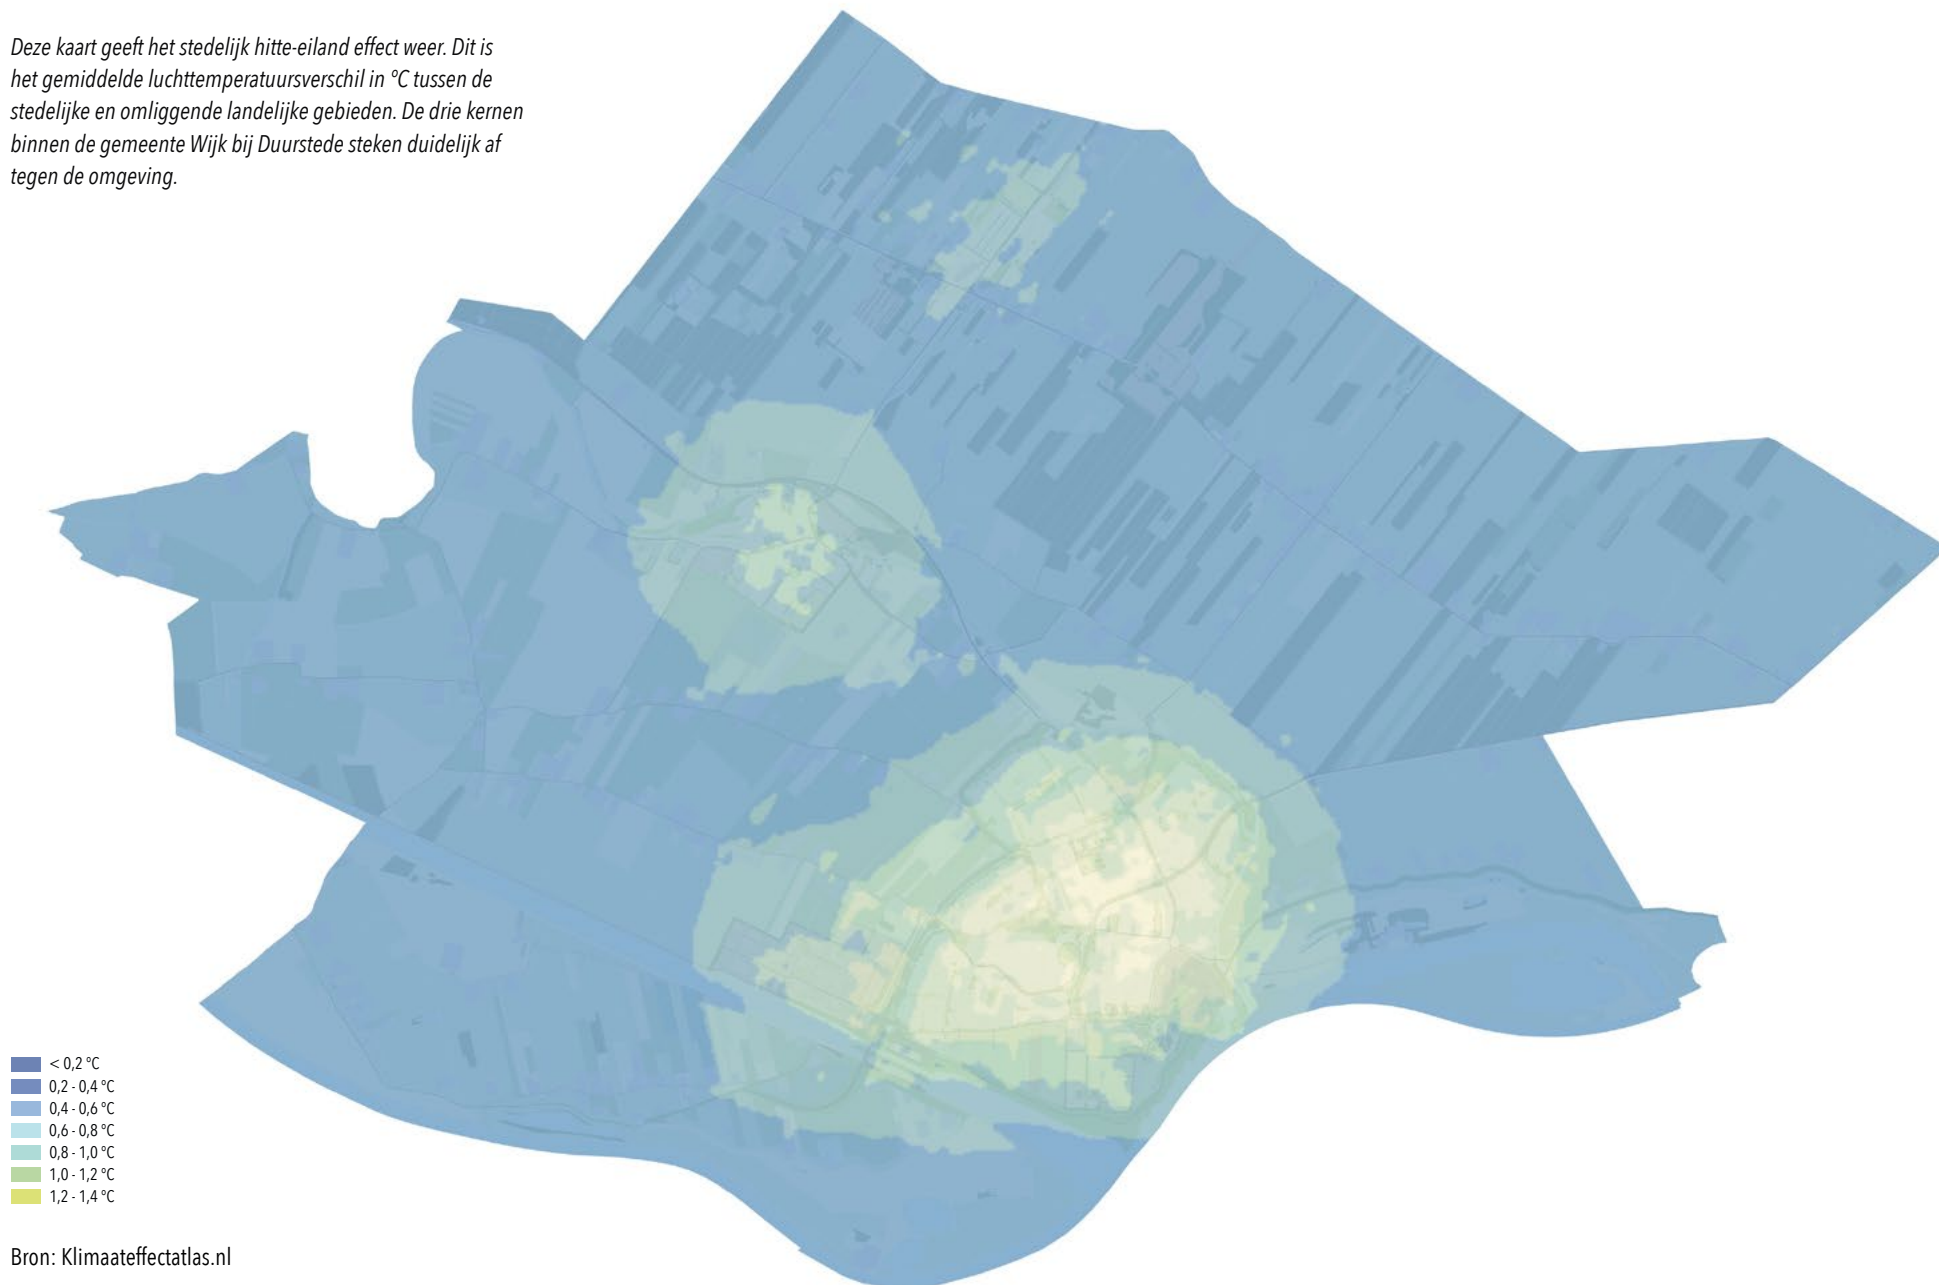 Deze kaart geeft het stedelijk hitte-eiland effect weer. Dit is
het gemiddelde luchttemperatuursverschil in °C tussen de
stedelijke en omliggende landelijke gebieden. De drie kernen
binnen de gemeente Wijk bij Duurstede steken duidelijk af
tegen de omgeving.
< 0,2 °C
0,2 - 0,4 °C
0,4 - 0,6 °C
0,6 - 0,8 °C
0,8 - 1,0 °C
1,0 - 1,2 °C
1,2 - 1,4 °C
Bron: Klimaateffectatlas.nl